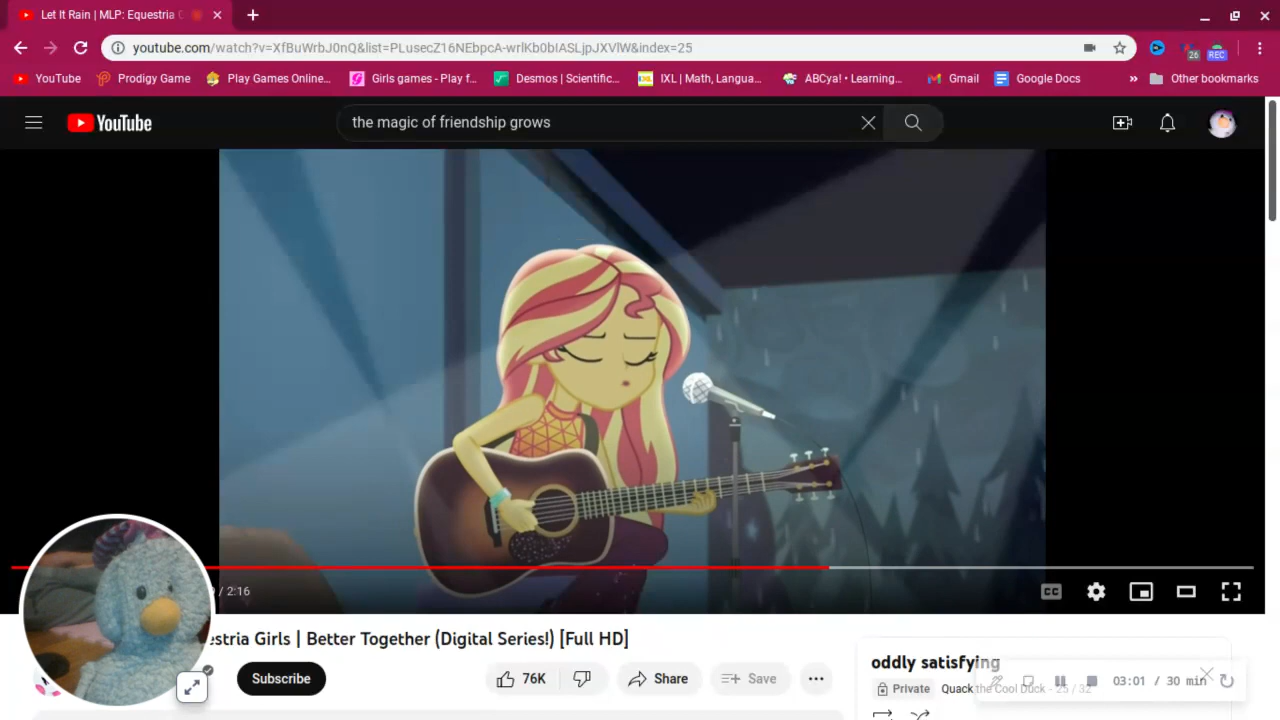 Let It Rain | MLP: Equestria G
youtube.com/watch?v=XfBuWrbJ0nQ&list=PLusecZ16NEbpcA-wrlKb0bIASLjpJXVlW&index=25
26
REC
YouTube
Prodigy Game
Play Games Online...
Girls games - Play f...
Desmos | Scientific...
IXL | Math, Langua...
ABCya! • Learning...
Gmail
Google Docs
»
Other bookmarks
YouTube
the magic of friendship grows
/ 2:16
CC
estria Girls | Better Together (Digital Series!) [Full HD]
Subscribe
76K
Share
Save
oddly satisfying
Private
Quack the Cool Duck - 25 / 32
03:01 / 30 min